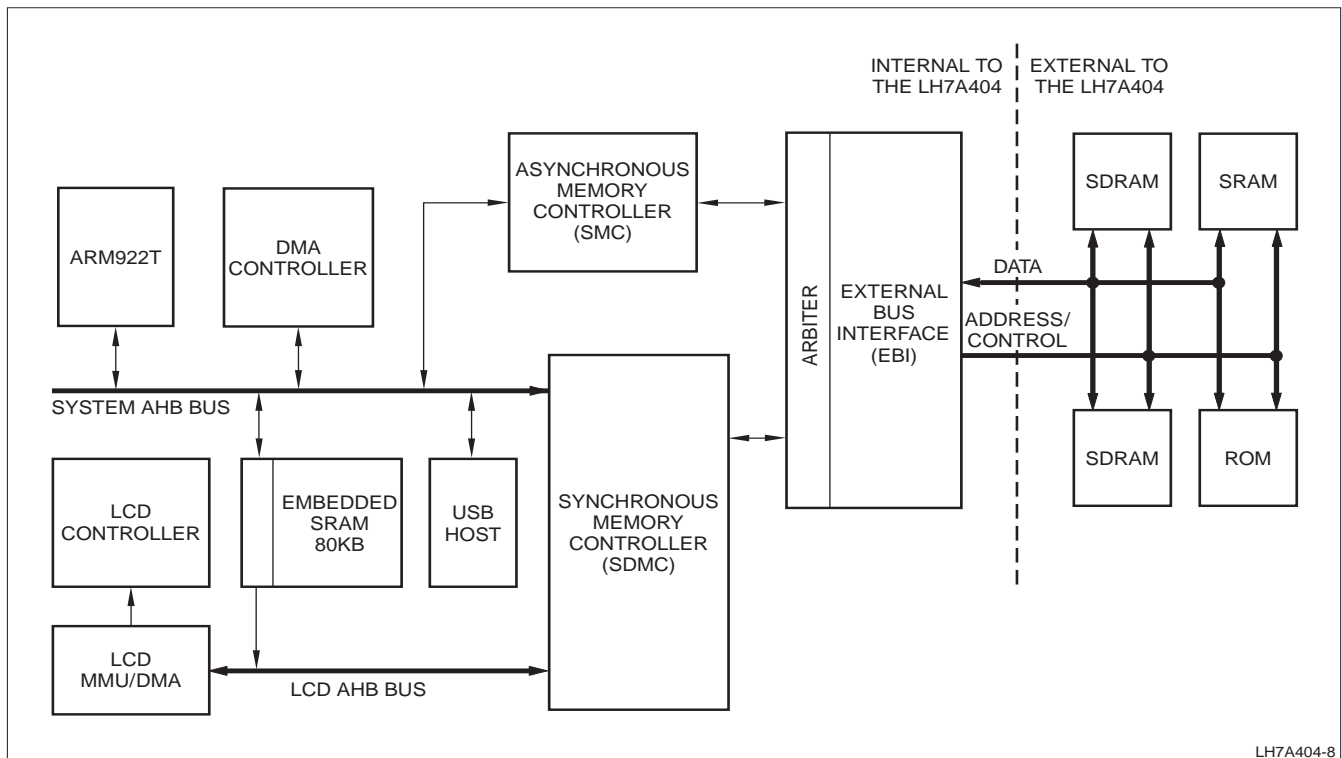 INTERNAL TO
THE LH7A404
EXTERNAL TO
THE LH7A404
ASYNCHRONOUS
MEMORY
CONTROLLER
(SMC)
SDRAM
SRAM
ARM922T
DMA
CONTROLLER
DATA
ARBITER
EXTERNAL
BUS
INTERFACE
(EBI)
ADDRESS/
CONTROL
SYSTEM AHB BUS
LCD
CONTROLLER
EMBEDDED
SRAM
80KB
USB
HOST
SYNCHRONOUS
MEMORY
CONTROLLER
(SDMC)
SDRAM
ROM
LCD
MMU/DMA
LCD AHB BUS
LH7A404-8